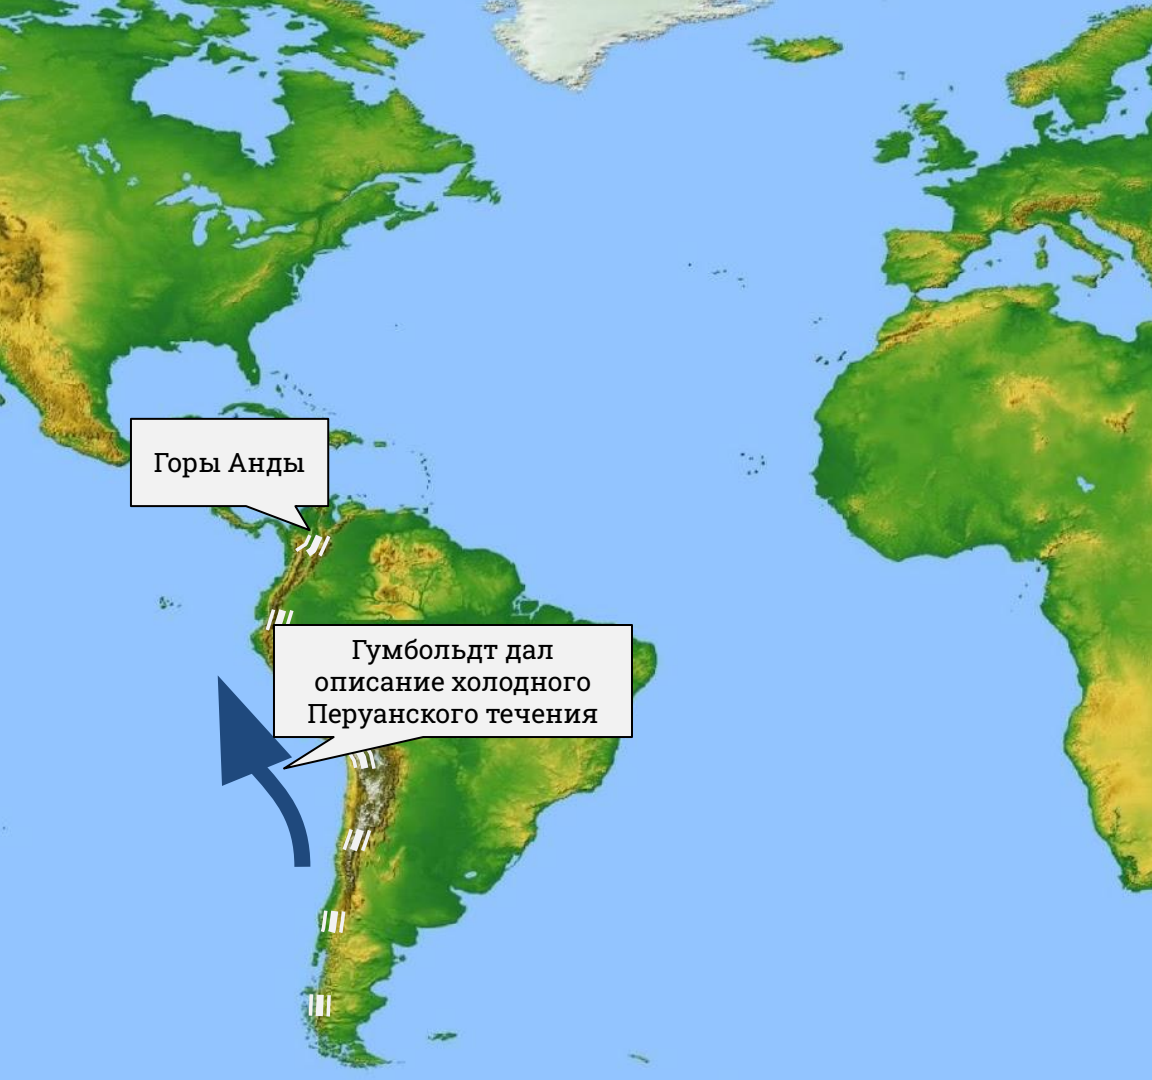 Горы Анды
Гумбольдт дал
описание холодного
Перуанского течения